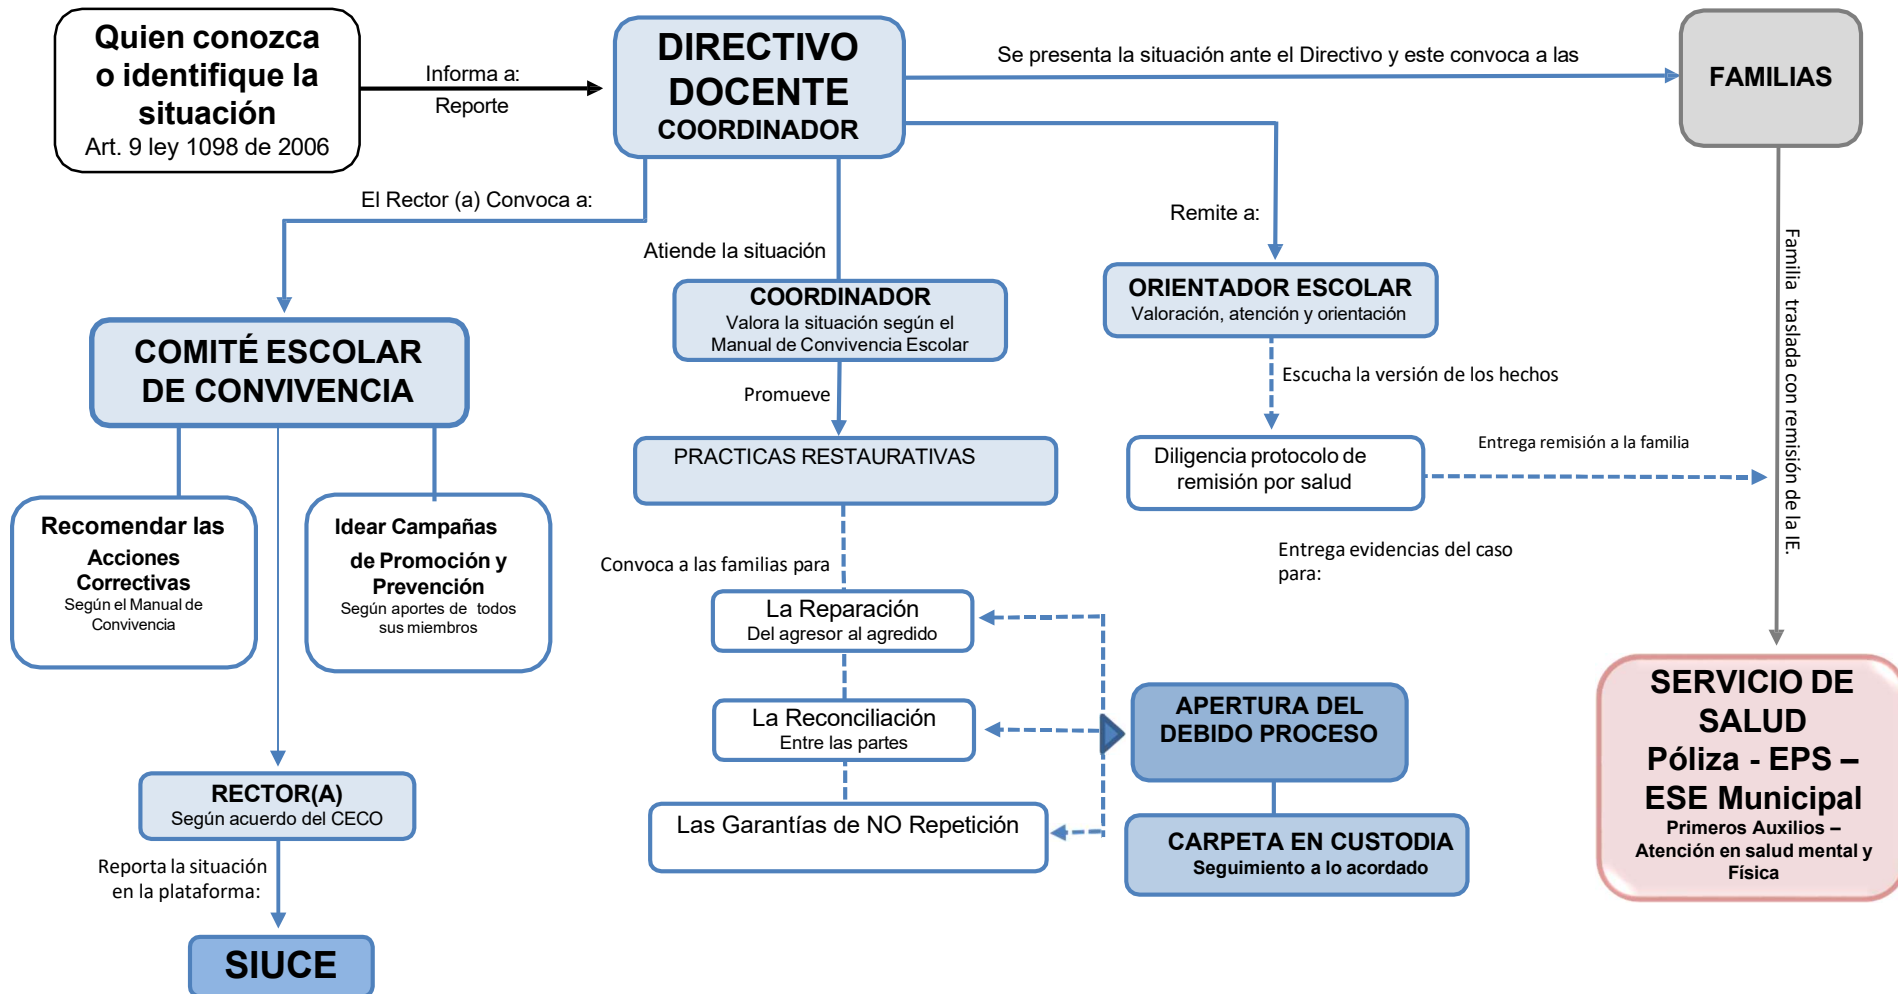 Quien conozca
o identifique la
situación
Art. 9 ley 1098 de 2006
Informa a:
Reporte
DIRECTIVO
DOCENTE
COORDINADOR
Se presenta la situación ante el Directivo y este convoca a las
FAMILIAS
El Rector (a) Convoca a:
Atiende la situación
Remite a:
Familia traslada con remisión de la IE.
COMITÉ ESCOLAR
DE CONVIVENCIA
COORDINADOR
Valora la situación según el
Manual de Convivencia Escolar
ORIENTADOR ESCOLAR
Valoración, atención y orientación
Promueve
Escucha la versión de los hechos
PRACTICAS RESTAURATIVAS
Diligencia protocolo de
remisión por salud
Entrega remisión a la familia
Recomendar las
Acciones
Correctivas
Según el Manual de
Convivencia
Idear Campañas
de Promoción y
Prevención
Según aportes de todos
sus miembros
Convoca a las familias para
Entrega evidencias del caso
para:
La Reparación
Del agresor al agredido
La Reconciliación
Entre las partes
Las Garantías de NO Repetición
APERTURA DEL
DEBIDO PROCESO
CARPETA EN CUSTODIA
Seguimiento a lo acordado
SERVICIO DE
SALUD
Póliza - EPS –
ESE Municipal
Primeros Auxilios –
Atención en salud mental y
Física
RECTOR(A)
Según acuerdo del CECO
Reporta la situación
en la plataforma:
SIUCE